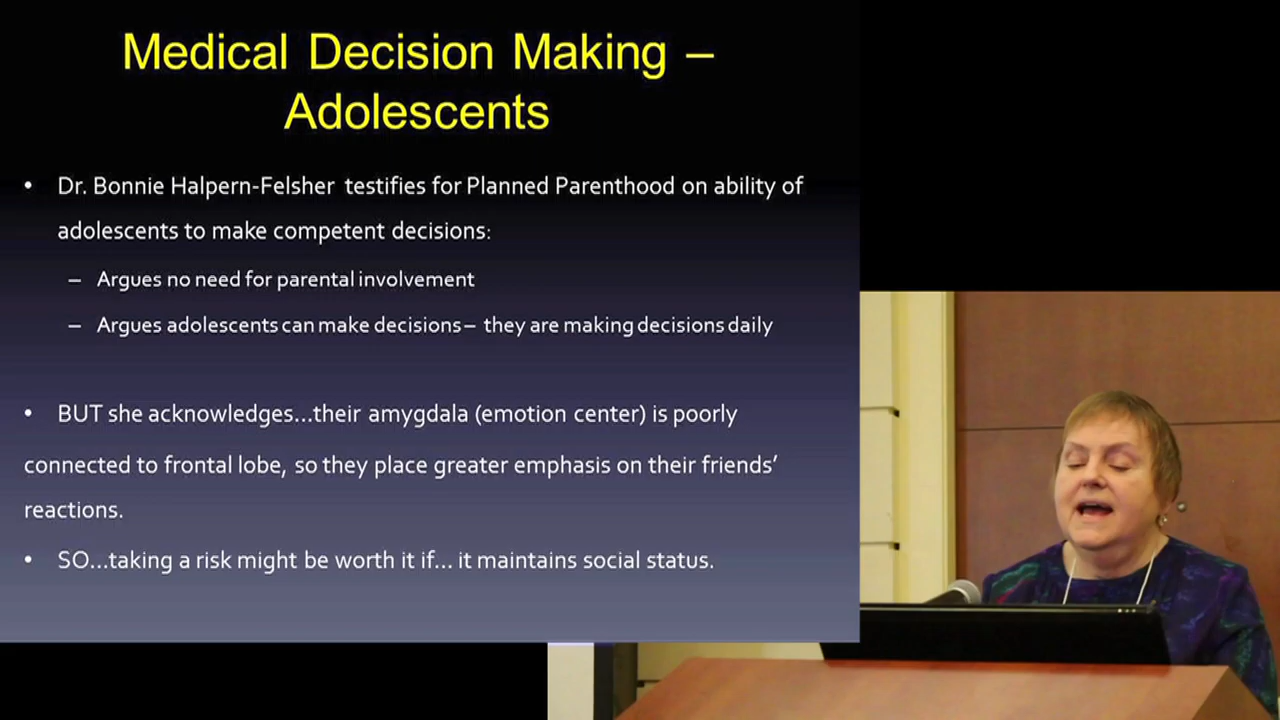 Medical Decision Making –
Adolescents
• Dr. Bonnie Halpern-Felsher testifies for Planned Parenthood on ability of
adolescents to make competent decisions:
– Argues no need for parental involvement
– Argues adolescents can make decisions – they are making decisions daily
• BUT she acknowledges...their amygdala (emotion center) is poorly
connected to frontal lobe, so they place greater emphasis on their friends’
reactions.
• SO...taking a risk might be worth it if... it maintains social status.